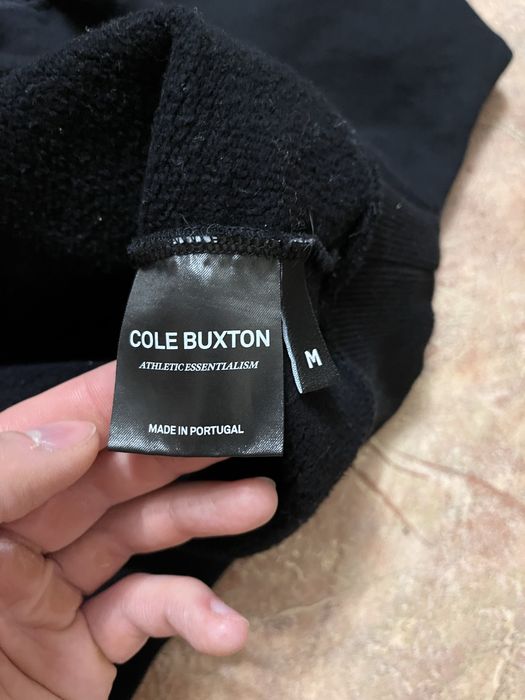 COLE BUXTON
ATHLETIC ESSENTIALISM
MADE IN PORTUGAL
M